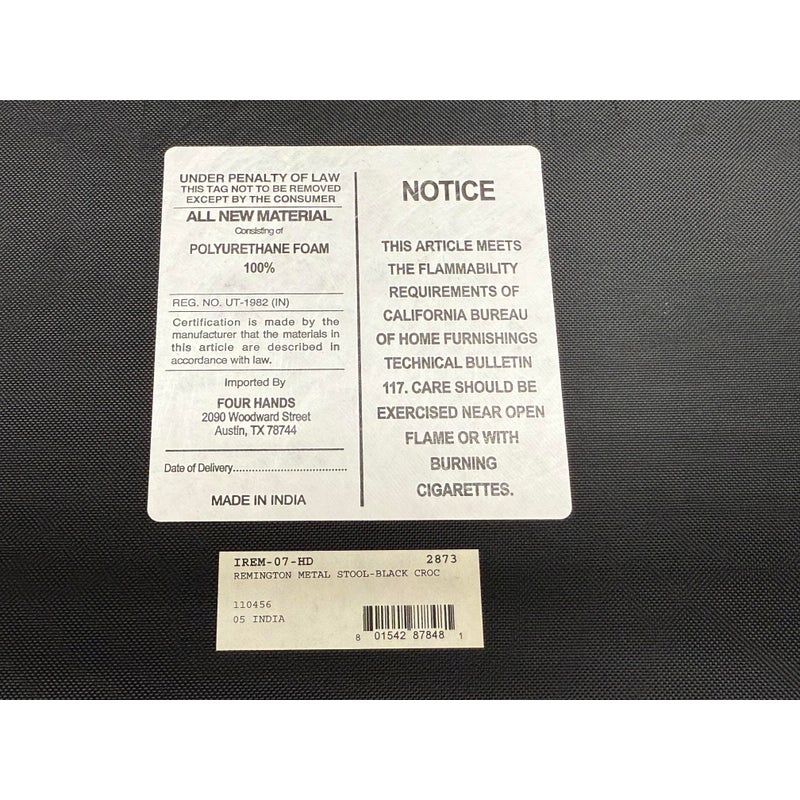 UNDER PENALTY OF LAW
THIS TAG NOT TO BE REMOVED
EXCEPT BY THE CONSUMER
ALL NEW MATERIAL
Consisting of
POLYURETHANE FOAM
100%
REG. NO. UT-1982 (IN)
Certification is made by the
manufacturer that the materials in
this article are described in
accordance with law.
Imported By
FOUR HANDS
2090 Woodward Street
Austin, TX 78744
Date of Delivery..................................
MADE IN INDIA
NOTICE
THIS ARTICLE MEETS
THE FLAMMABILITY
REQUIREMENTS OF
CALIFORNIA BUREAU
OF HOME FURNISHINGS
TECHNICAL BULLETIN
117. CARE SHOULD BE
EXERCISED NEAR OPEN
FLAME OR WITH
BURNING
CIGARETTES.
IREM-07-HD 2873
REMINGTON METAL STOOL-BLACK CROC
110456
05 INDIA
8 01542 87848 1